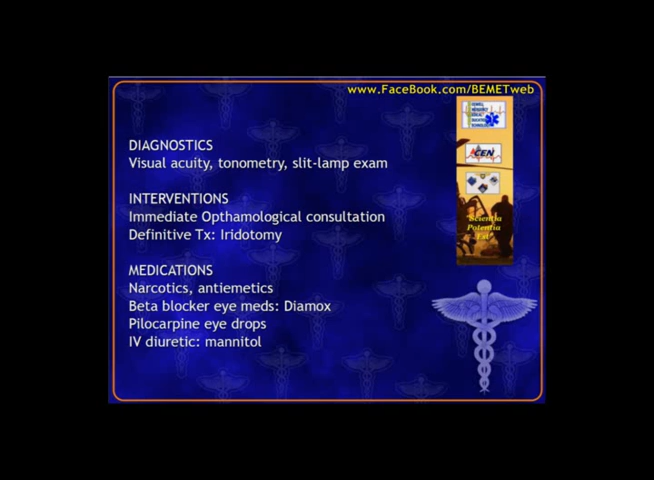 www.FaceBook.com/BEMETweb
DIAGNOSTICS
Visual acuity, tonometry, slit-lamp exam
INTERVENTIONS
Immediate Opthamological consultation
Definitive Tx: Iridotomy
MEDICATIONS
Narcotics, antiemetics
Beta blocker eye meds: Diamox
Pilocarpine eye drops
IV diuretic: mannitol
CEN
Scientia
Potentia
Est